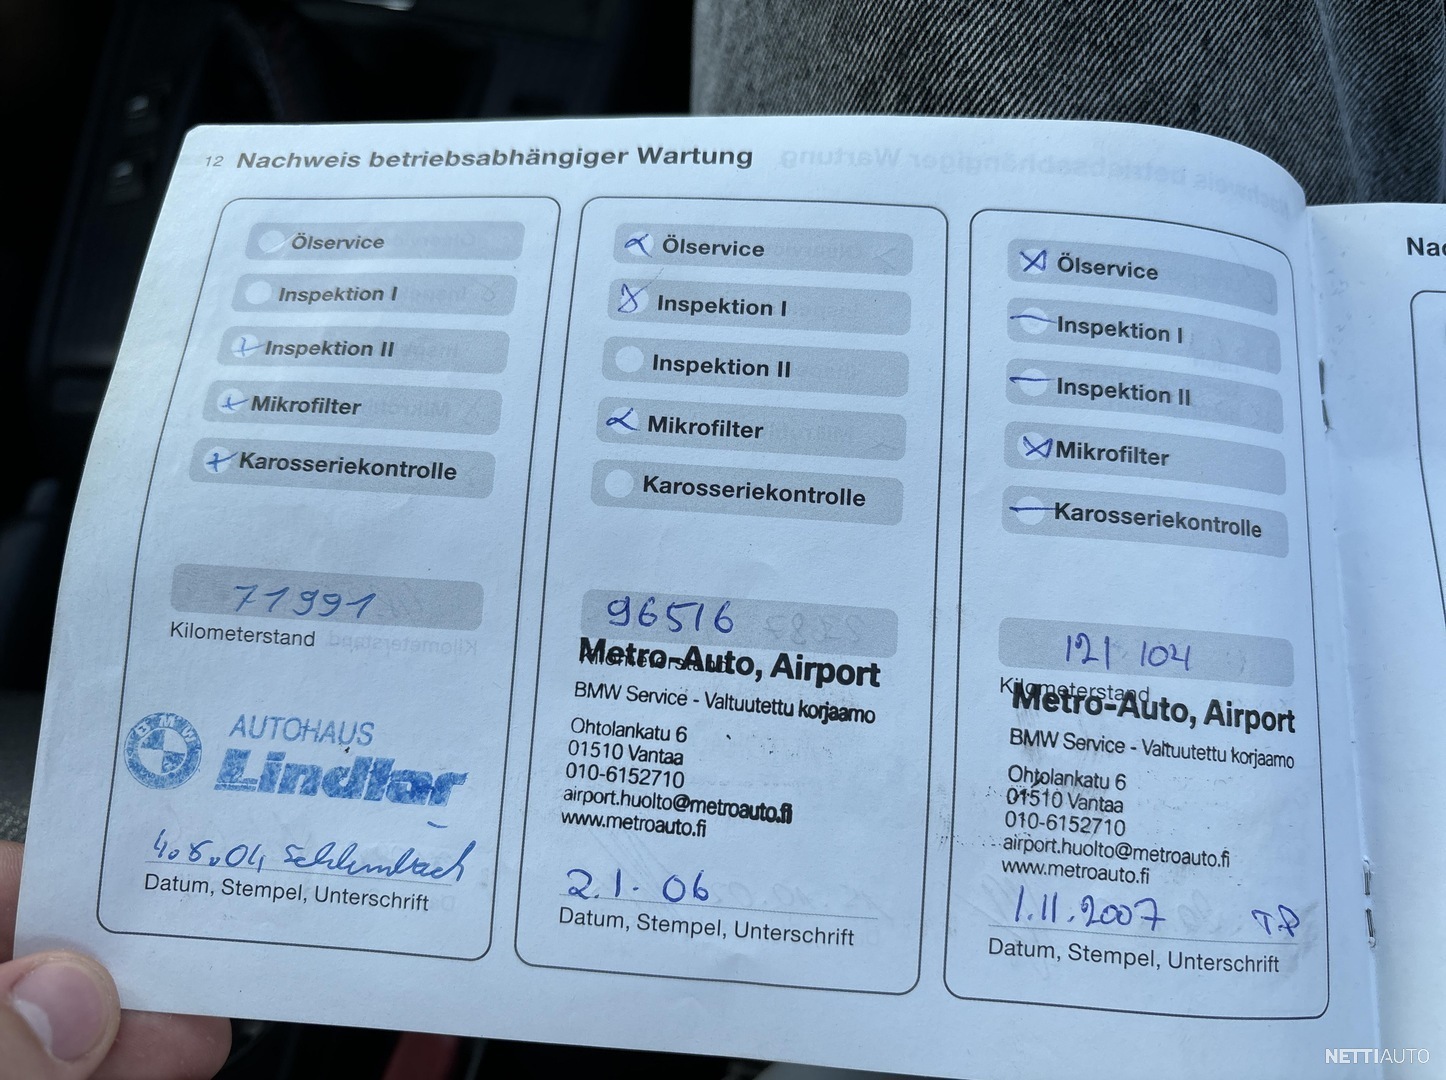 12 Nachweis betriebsabhängiger Wartung
Ölservice
Inspektion I
Inspektion II
Mikrofilter
Karosseriekontrolle
71991
Kilometerstand
BMW
AUTOHAUS
Lindlar
Datum, Stempel, Unterschrift
Ölservice
Inspektion I
Inspektion II
Mikrofilter
Karosseriekontrolle
96516
Kilometerstand
Metro-Auto, Airport
BMW Service - Valtuutettu korjaamo
Ohtolankatu 6
01510 Vantaa
010-6152710
airport.huolto@metroauto.fi
www.metroauto.fi
2.1. 06
Datum, Stempel, Unterschrift
Ölservice
Inspektion I
Inspektion II
Mikrofilter
Karosseriekontrolle
121 104
Kilometerstand
Metro-Auto, Airport
BMW Service - Valtuutettu korjaamo
Ohtolankatu 6
01510 Vantaa
010-6152710
airport.huolto@metroauto.fi
www.metroauto.fi
1.11.2007 TP
Datum, Stempel, Unterschrift
NETTIAUTO